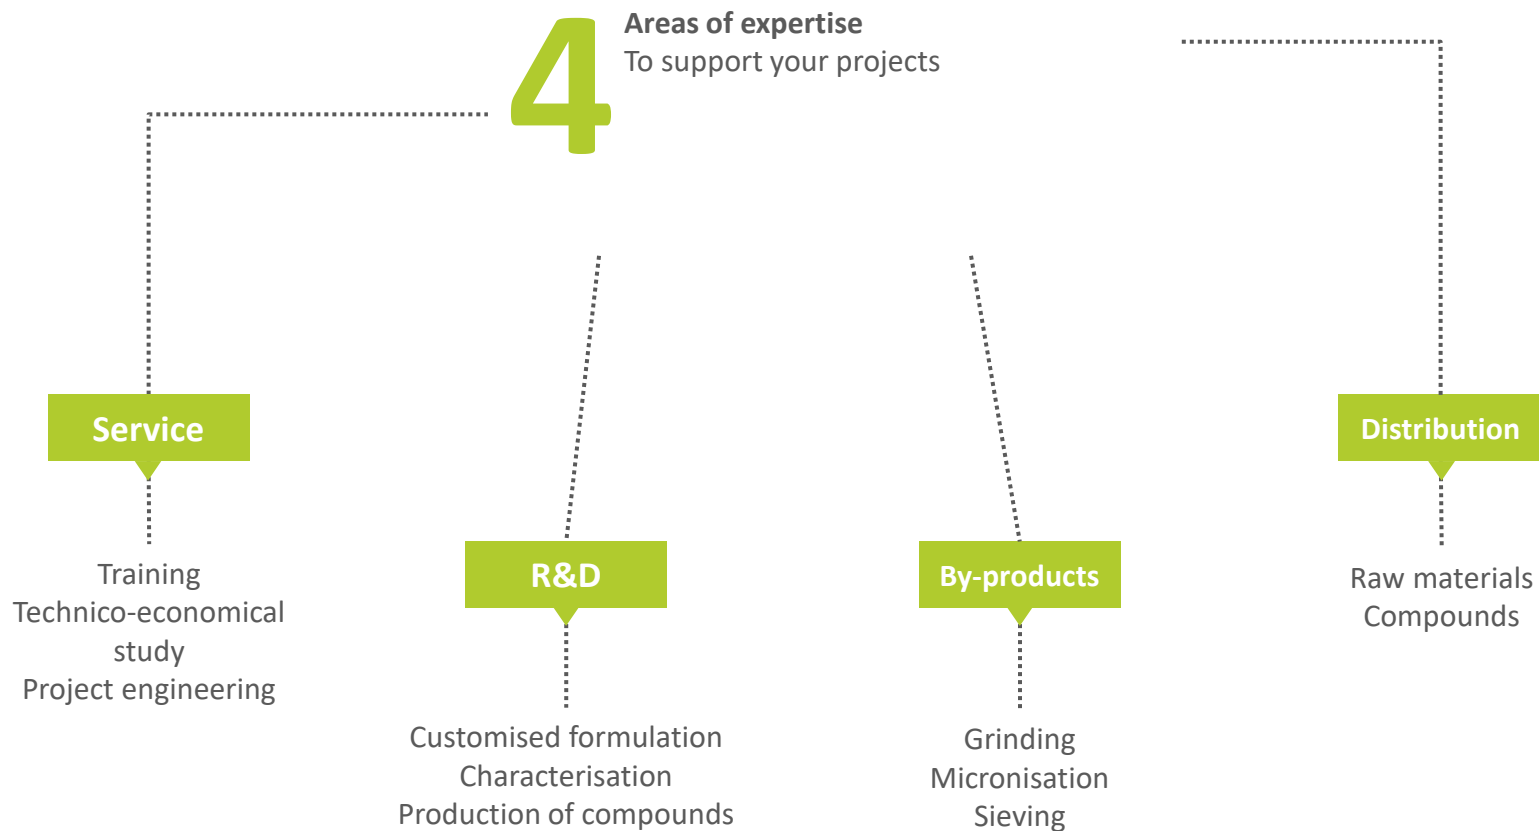 4
Areas of expertise
To support your projects
Service
Training
Technico-economical
study
Project engineering
R&D
Customised formulation
Characterisation
Production of compounds
By-products
Grinding
Micronisation
Sieving
Distribution
Raw materials
Compounds